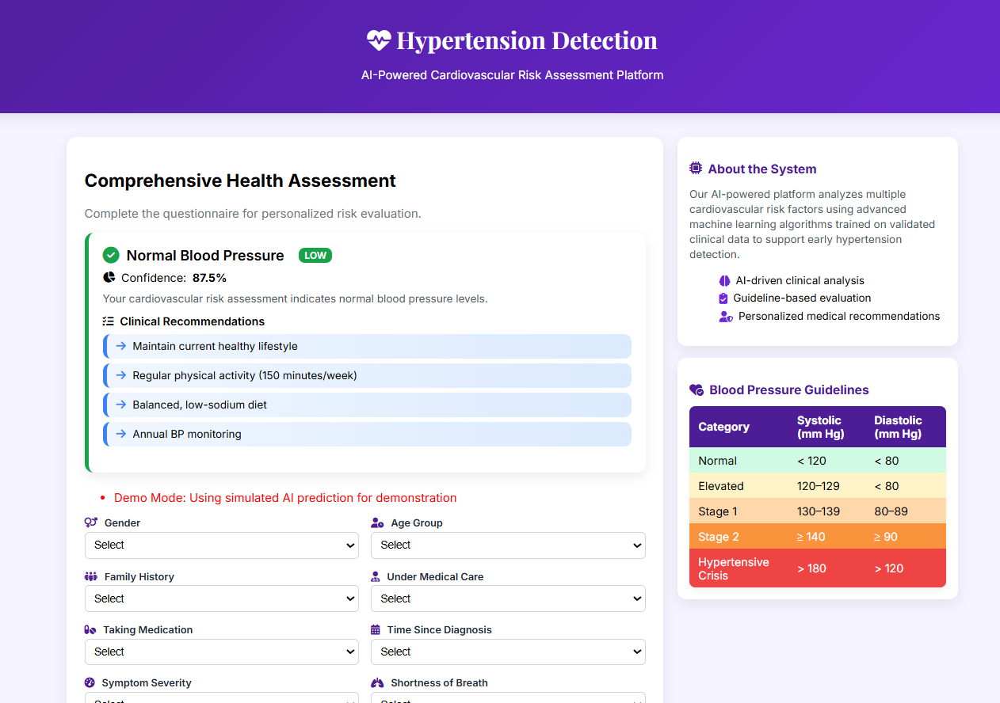 Hypertension Detection
AI-Powered Cardiovascular Risk Assessment Platform
Comprehensive Health Assessment
Complete the questionnaire for personalized risk evaluation.
Normal Blood Pressure LOW
Confidence: 87.5%
Your cardiovascular risk assessment indicates normal blood pressure levels.
Clinical Recommendations
Maintain current healthy lifestyle
Regular physical activity (150 minutes/week)
Balanced, low-sodium diet
Annual BP monitoring
Demo Mode: Using simulated AI prediction for demonstration
Gender Age Group
Select Select
Family History Under Medical Care
Select Select
Taking Medication Time Since Diagnosis
Select Select
Symptom Severity Shortness of Breath
Select Select
About the System
Our AI-powered platform analyzes multiple
cardiovascular risk factors using advanced
machine learning algorithms trained on validated
clinical data to support early hypertension
detection.
AI-driven clinical analysis
Guideline-based evaluation
Personalized medical recommendations
Blood Pressure Guidelines
Category Systolic (mm Hg) Diastolic (mm Hg)
Normal < 120 < 80
Elevated 120–129 < 80
Stage 1 130–139 80–89
Stage 2 ≥ 140 ≥ 90
Hypertensive Crisis > 180 > 120